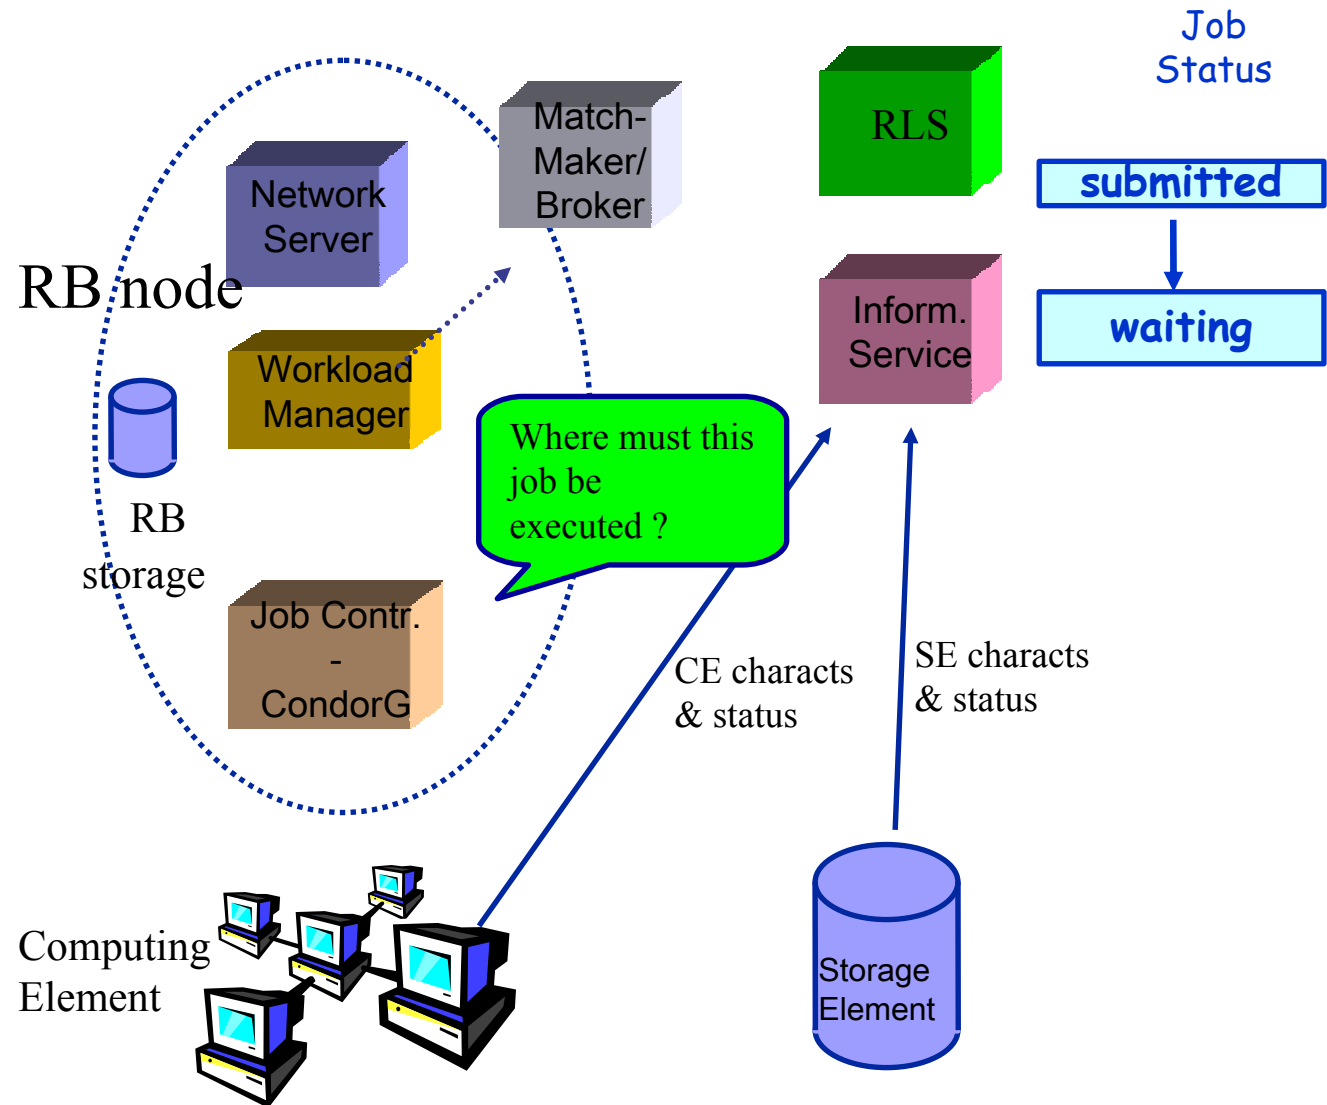 Job
Status
Match-
Maker/
Broker
RLS
Network
Server
submitted
RB node
Inform.
Service
waiting
Workload
Manager
Where must this
job be
executed ?
RB
storage
Job Contr.
-
CondorG
CE characts
& status
SE characts
& status
Computing
Element
Storage
Element